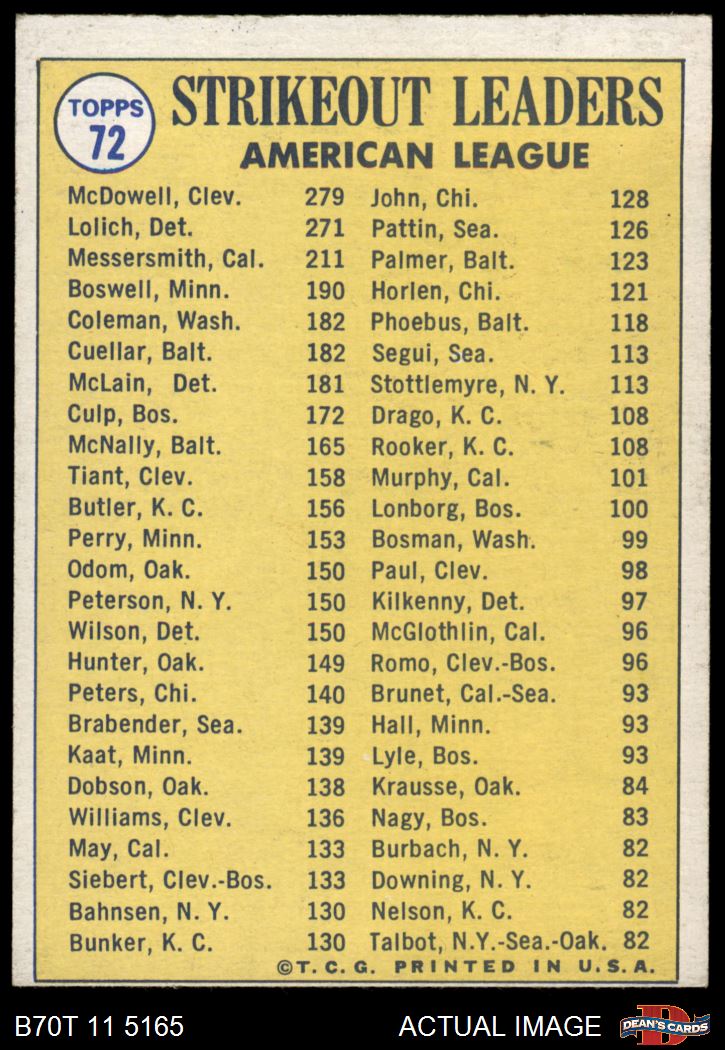 TOPPS
72
STRIKEOUT LEADERS
AMERICAN LEAGUE
McDowell, Clev. 279
Lolich, Det. 271
Messersmith, Cal. 211
Boswell, Minn. 190
Coleman, Wash. 182
Cuellar, Balt. 182
McLain, Det. 181
Culp, Bos. 172
McNally, Balt. 165
Tiant, Clev. 158
Butler, K. C. 156
Perry, Minn. 153
Odom, Oak. 150
Peterson, N. Y. 150
Wilson, Det. 150
Hunter, Oak. 149
Peters, Chi. 140
Brabender, Sea. 139
Kaat, Minn. 139
Dobson, Oak. 138
Williams, Clev. 136
May, Cal. 133
Siebert, Clev.-Bos. 133
Bahnsen, N. Y. 130
Bunker, K. C. 130
John, Chi. 128
Pattin, Sea. 126
Palmer, Balt. 123
Horlen, Chi. 121
Phoebus, Balt. 118
Segui, Sea. 113
Stottlemyre, N. Y. 113
Drago, K. C. 108
Rooker, K. C. 108
Murphy, Cal. 101
Lonborg, Bos. 100
Bosman, Wash. 99
Paul, Clev. 98
Kilkenny, Det. 97
McGlothlin, Cal. 96
Romo, Clev.-Bos. 96
Brunet, Cal.-Sea. 93
Hall, Minn. 93
Lyle, Bos. 93
Krausse, Oak. 84
Nagy, Bos. 83
Burbach, N. Y. 82
Downing, N. Y. 82
Nelson, K. C. 82
Talbot, N.Y.-Sea.-Oak. 82
©T. C. G. PRINTED IN U. S. A.
B70T 11 5165
ACTUAL IMAGE
D
DEAN'S CARDS